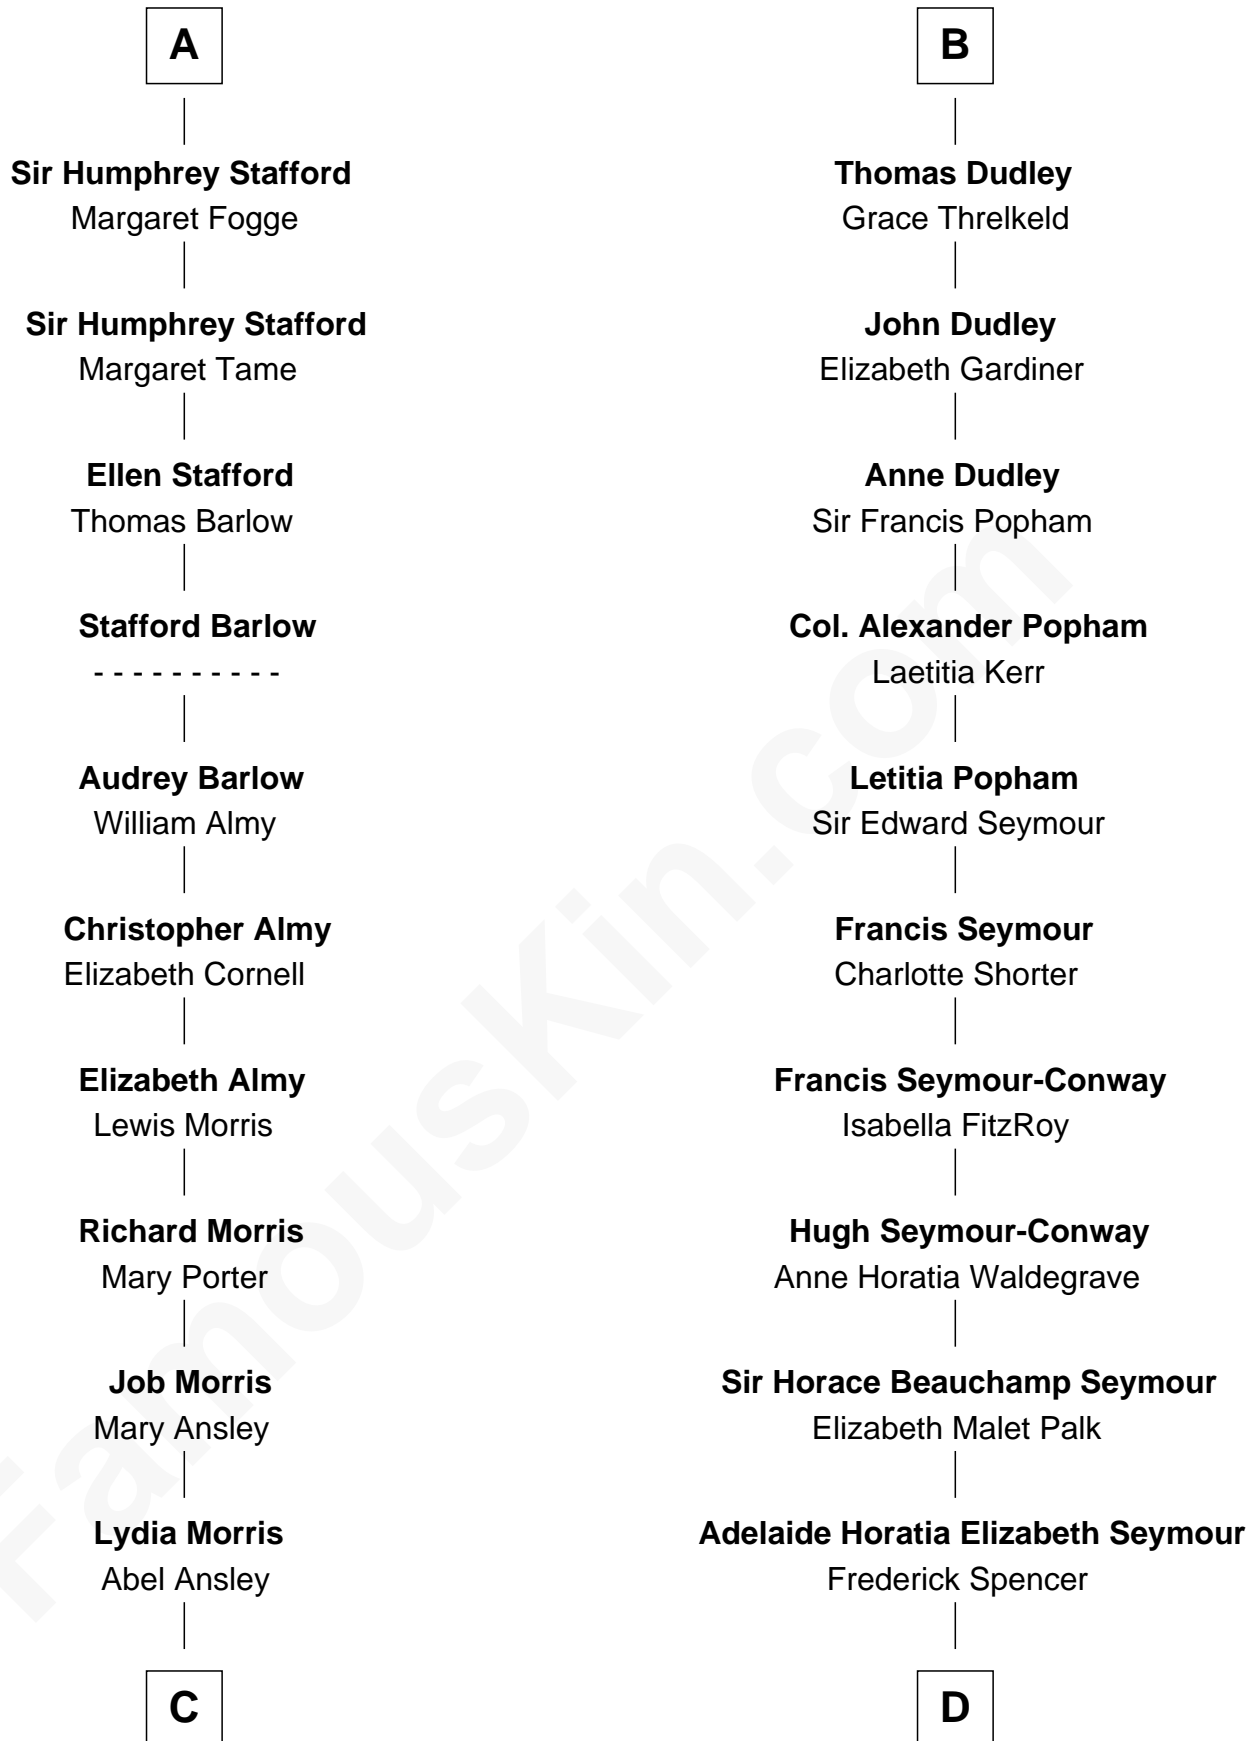 A
Sir Humphrey Stafford
Margaret Fogge
Sir Humphrey Stafford
Margaret Tame
Ellen Stafford
Thomas Barlow
Stafford Barlow
- - - - - - - - - -
Audrey Barlow
William Almy
Christopher Almy
Elizabeth Cornell
Elizabeth Almy
Lewis Morris
Richard Morris
Mary Porter
Job Morris
Mary Ansley
Lydia Morris
Abel Ansley
C
B
Thomas Dudley
Grace Threlkeld
John Dudley
Elizabeth Gardiner
Anne Dudley
Sir Francis Popham
Col. Alexander Popham
Laetitia Kerr
Letitia Popham
Sir Edward Seymour
Francis Seymour
Charlotte Shorter
Francis Seymour-Conway
Isabella FitzRoy
Hugh Seymour-Conway
Anne Horatia Waldegrave
Sir Horace Beauchamp Seymour
Elizabeth Malet Palk
Adelaide Horatia Elizabeth Seymour
Frederick Spencer
D
FamousKin.com